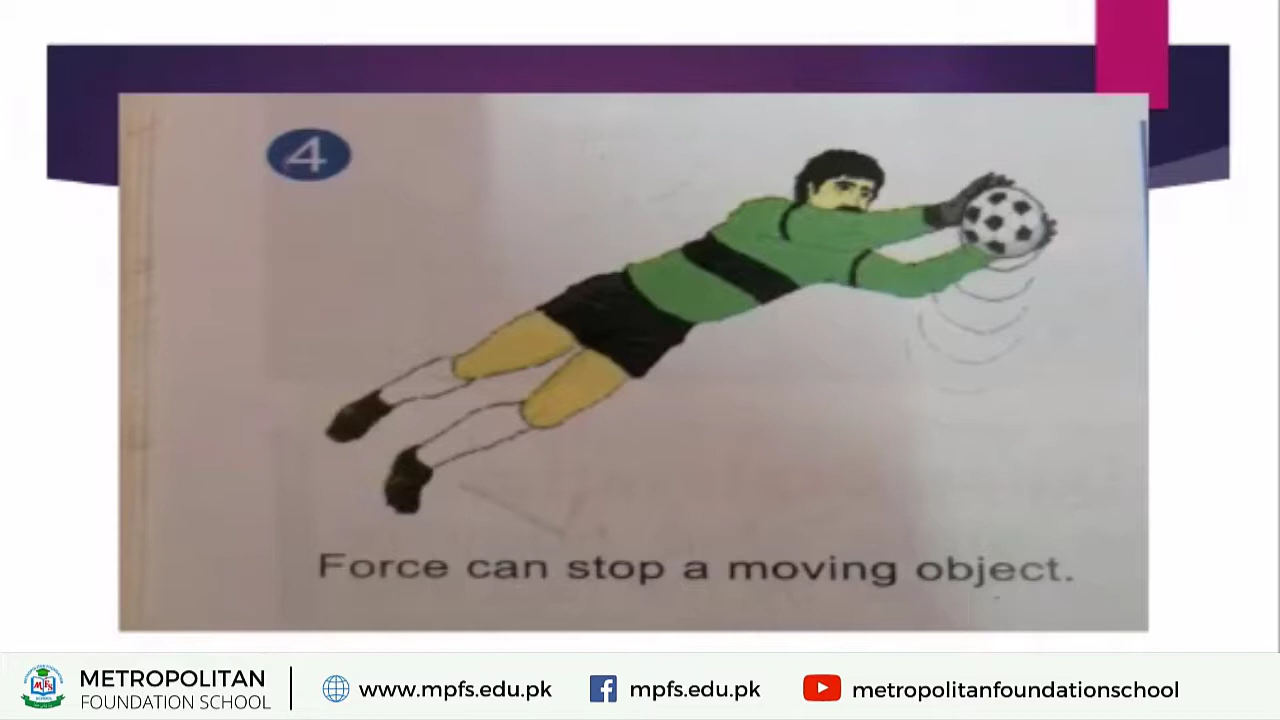 4
Force can stop a moving object.
METROPOLITAN
FOUNDATION SCHOOL
www.mpfs.edu.pk
mpfs.edu.pk
metropolitanfoundationschool